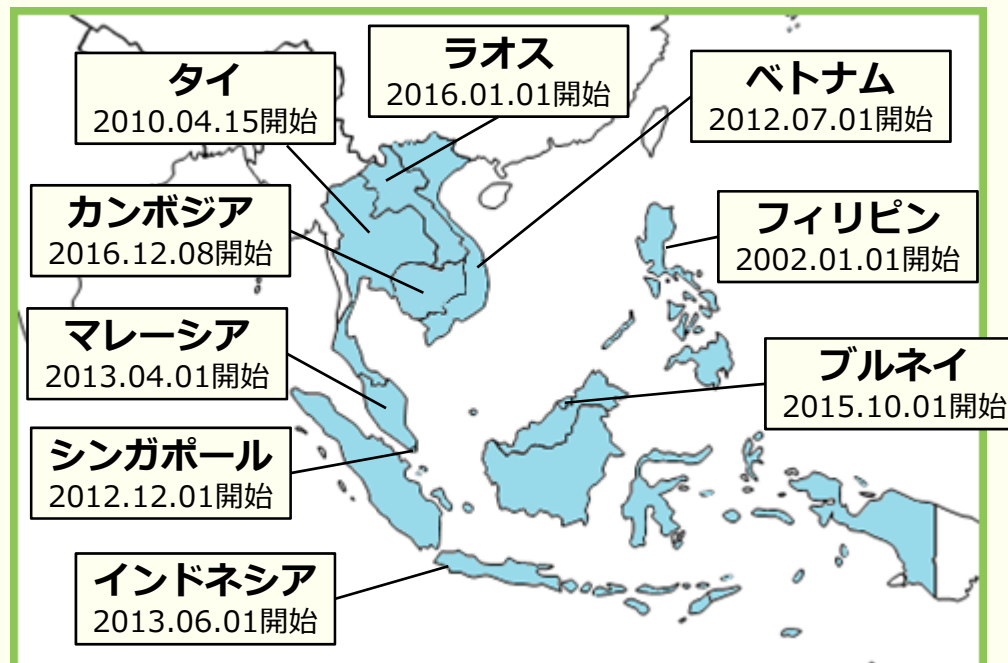 ラオス
2016.01.01開始
タイ
2010.04.15開始
ベトナム
2012.07.01開始
カンボジア
2016.12.08開始
フィリピン
2002.01.01開始
マレーシア
2013.04.01開始
ブルネイ
2015.10.01開始
シンガポール
2012.12.01開始
インドネシア
2013.06.01開始